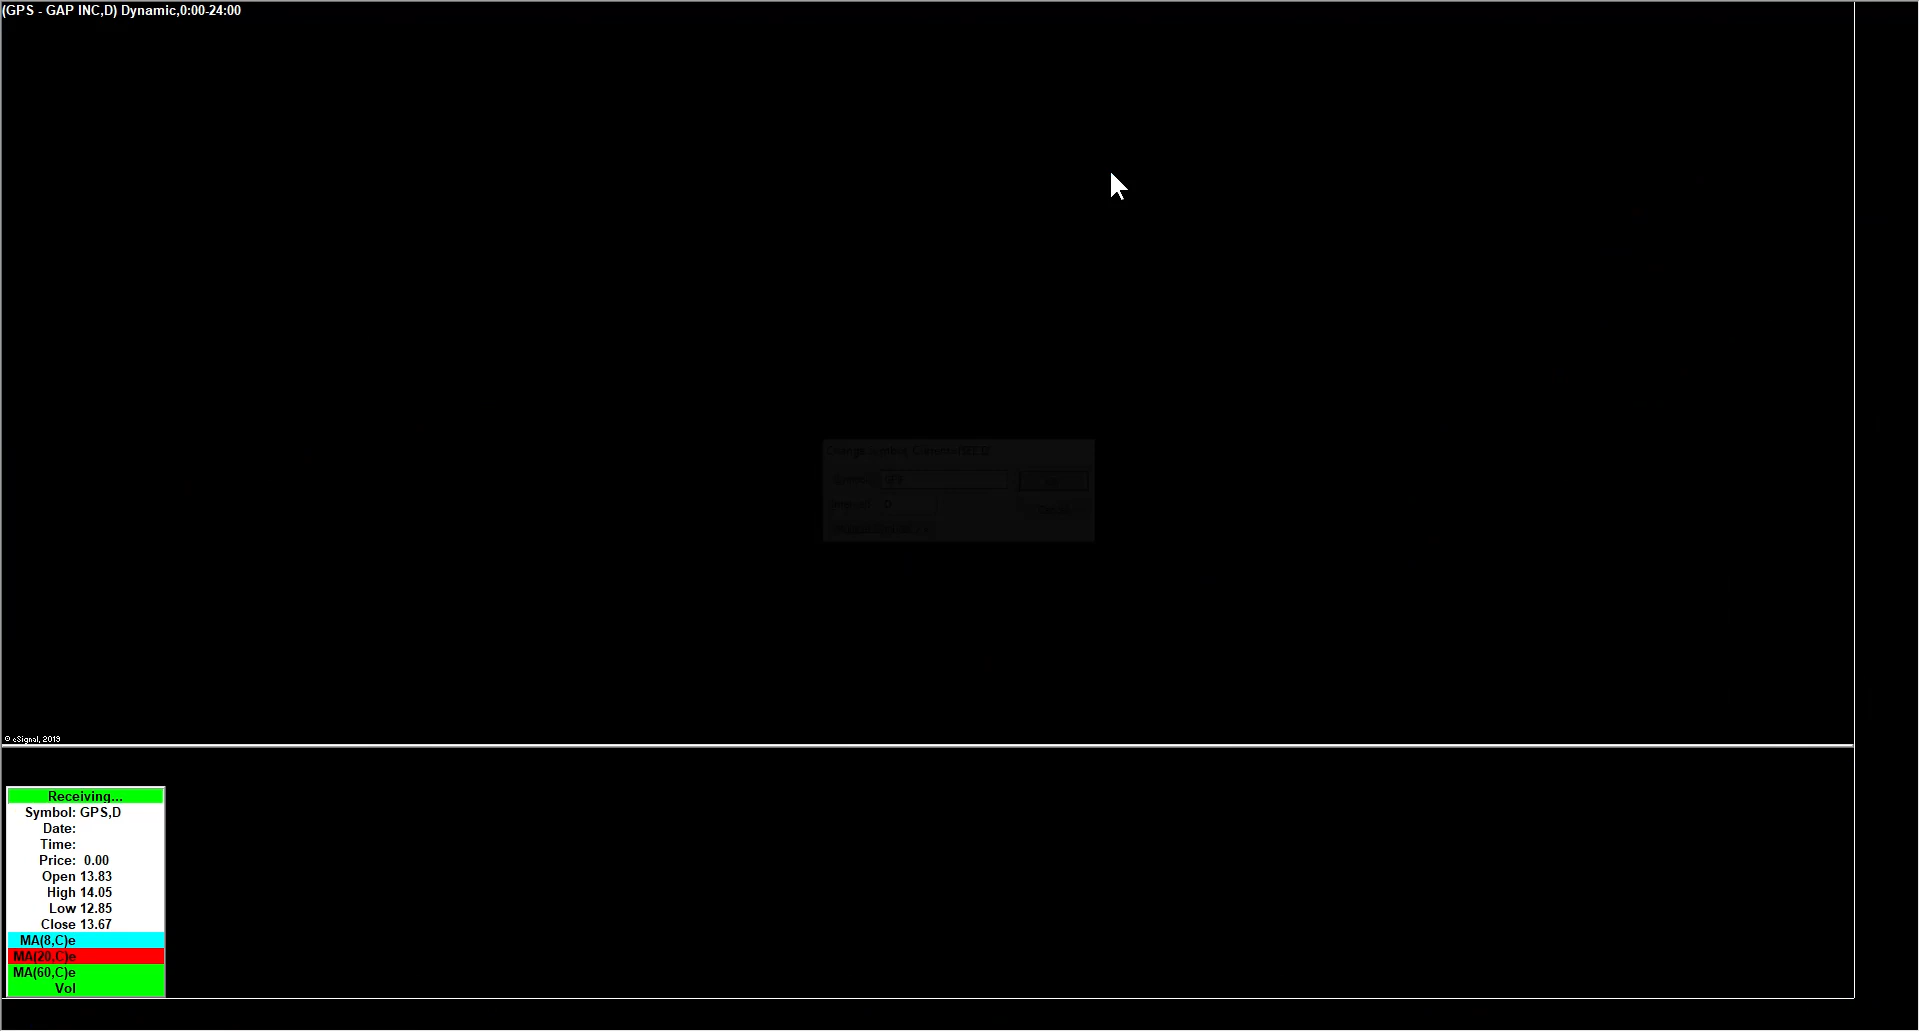 (GPS - GAP INC,D) Dynamic,0:00-24:00
© eSignal, 2019
Receiving...
Symbol: GPS,D
Date:
Time:
Price: 0.00
Open 13.83
High 14.05
Low 12.85
Close 13.67
MA(8,C)e
MA(20,C)e
MA(60,C)e
Vol